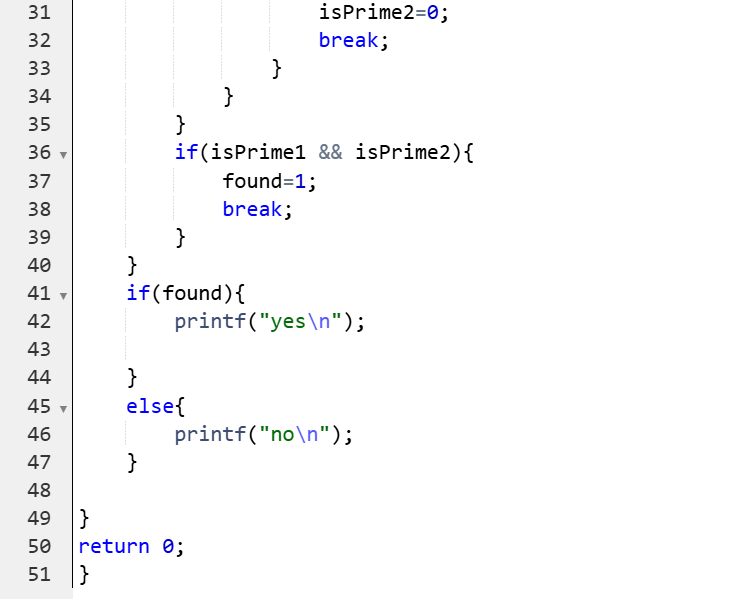 31 isPrime2=0;
32 break;
33 }
34 }
35 }
36 if(isPrime1 && isPrime2){
37 found=1;
38 break;
39 }
40 }
41 if(found){
42 printf("yes\n");
43
44 }
45 else{
46 printf("no\n");
47 }
48
49 }
50 return 0;
51 }